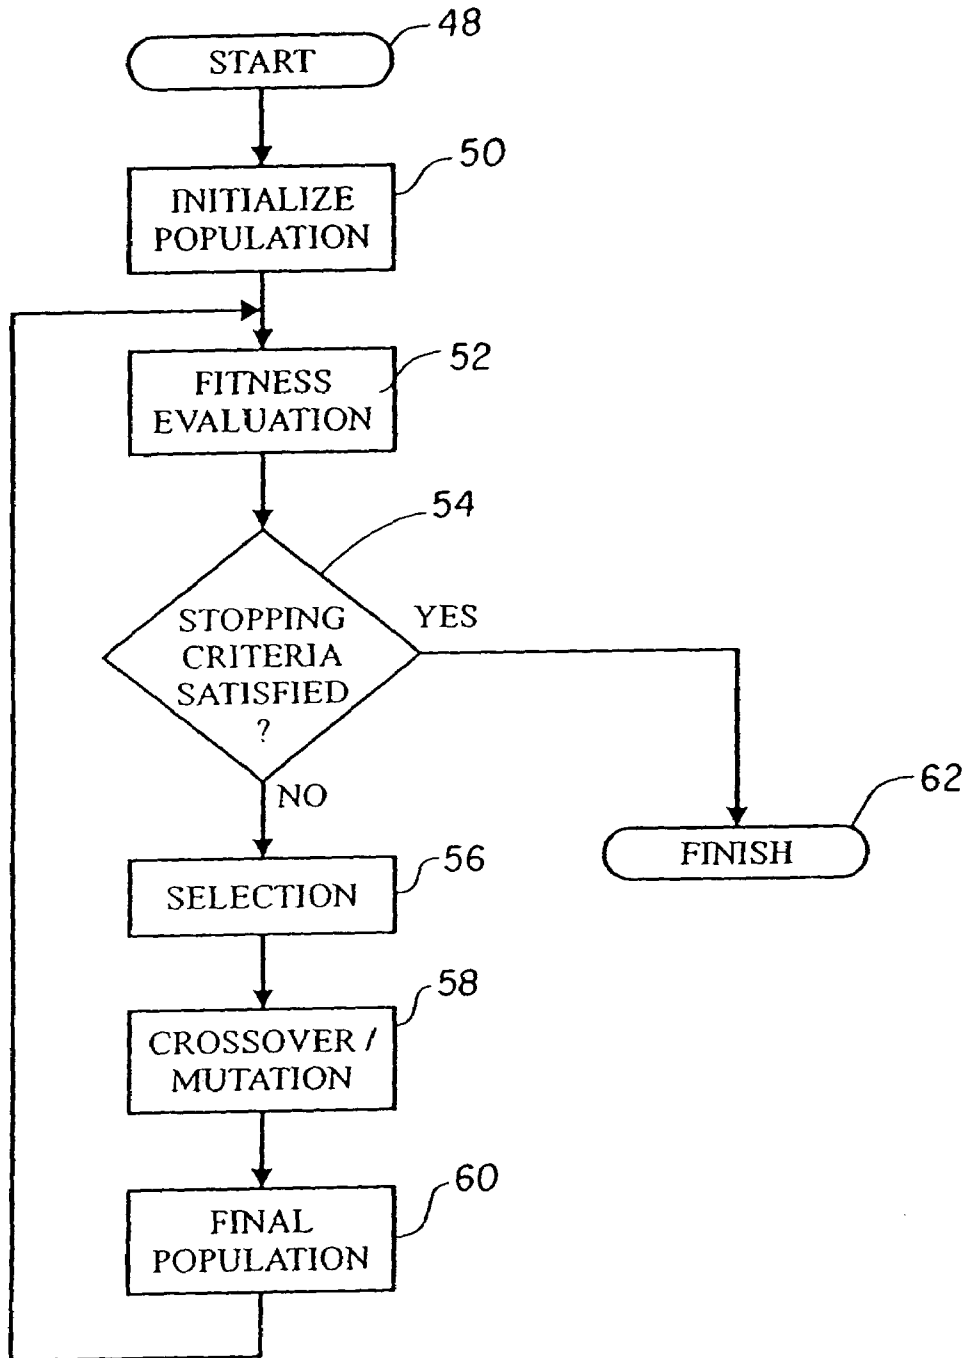 48
START
50
INITIALIZE
POPULATION
52
FITNESS
EVALUATION
54
STOPPING
CRITERIA
SATISFIED
?
YES
NO
62
FINISH
56
SELECTION
58
CROSSOVER /
MUTATION
60
FINAL
POPULATION